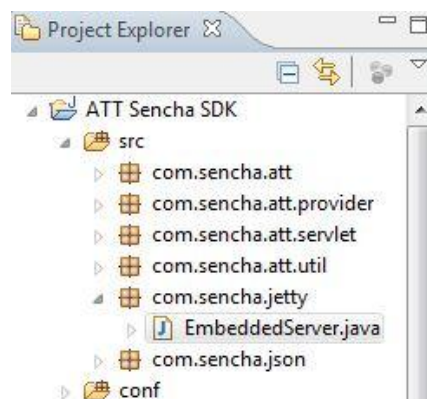 Project Explorer
ATT Sencha SDK
src
com.sencha.att
com.sencha.att.provider
com.sencha.att.servlet
com.sencha.att.util
com.sencha.jetty
EmbeddedServer.java
com.sencha.json
conf